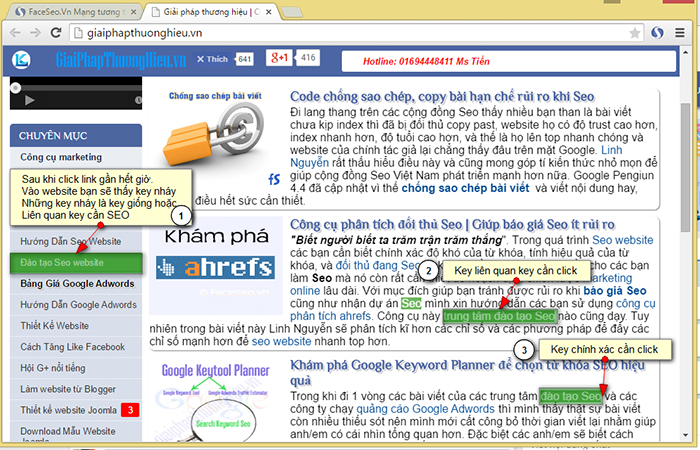 FaceSeo.Vn Mạng tương t
Giải pháp thương hiệu | C
giaiphapthuonghieu.vn
GiaiPhapThuongHieu.vn
Thích
641
g+1
416
Hotline: 01694448411 Ms Tiến
CHUYÊN MỤC
Công cụ marketing
Sau khi click link gần hết giờ.
Vào website bạn sẽ thấy key nháy
Những key nháy là key giống hoặc
Liên quan key cần SEO
1
Hướng Dẫn Seo Website
Đào tạo Seo website
Bảng Giá Google Adwords
Hướng Dẫn Google Adwords
Thiết Kế Website
Cách Tăng Like Facebook
Hội G+ nổi tiếng
Làm website từ Blogger
Thiết kế website Joomla
3
Download Mẫu Website
Chống sao chép bài viết
Code chống sao chép, copy bài hạn chế rủi ro khi Seo
Đi lang thang trên các cộng đồng Seo thấy nhiều bạn than là bài viết
chưa kịp index thì đã bị đối thủ copy past, website họ có độ trust cao hơn,
index nhanh hơn, độ tuổi cao hơn, và thế là họ lên top nhanh chóng và
website của chính tác giả lại chẳng thấy đâu trên mặt Google. Linh
Nguyễn rất thấu hiểu điều này và cũng mong góp tí kiến thức nhỏ mọn để
giúp cộng đồng Seo Việt Nam phát triển mạnh hơn nữa. Google Pengiun
4.4 đã cập nhật vì thế chống sao chép bài viết và viết nội dung hay,
điều hết sức cần thiết.
Khám phá
ahrefs
Công cụ phân tích đối thủ Seo | Giúp báo giá Seo ít rủi ro
"Biết người biết ta trăm trận trăm thắng". Trong quá trình Seo website
các bạn cần biết chính xác độ khó của từ khóa, tính hiệu quả của từ
khóa, và đối thủ đang Seo
cho các bạn
làm Seo mà nó còn rất cần
marketing
online lâu dài. Với mục đích giúp bạn tránh được rủi ro khi báo giá Seo
cũng như nhận dự án Seo mình xin hướng dẫn các bạn sử dụng công cụ
phân tích ahrefs. Công cụ này trung tâm đào tạo Seo nào cũng dạy. Tuy
nhiên trong bài viết này Linh Nguyễn sẽ phân tích kĩ hơn các chỉ số và các phương pháp để đẩy các
chỉ số mạnh hơn để seo website nhanh top hơn.
2
Key liên quan key cần click
3
Key chính xác cần click
Google Keytool Planner
Search Keyword Seo
Khám phá Google Keyword Planner để chọn từ khóa SEO hiệu
quả
Trong khi đi 1 vòng các bài viết của các trung tâm đào tạo Seo và các
công ty chạy quảng cáo Google Adwords thì mình thấy thật sự bài viết
còn nhiều thiếu sót nên mình mới cất công bỏ thời gian viết lại nhằm giúp
anh/em có cái nhìn tổng quan hơn. Đặc biệt các anh/em sẽ biết cách